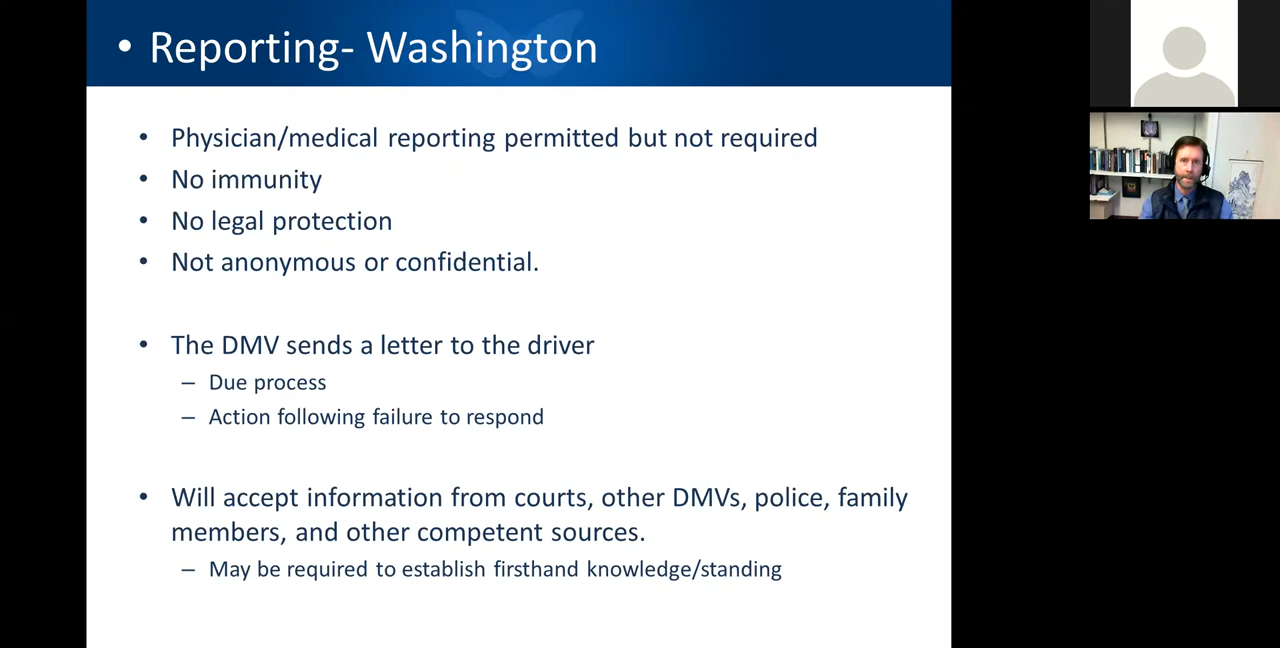 • Reporting- Washington
• Physician/medical reporting permitted but not required
• No immunity
• No legal protection
• Not anonymous or confidential.
• The DMV sends a letter to the driver
– Due process
– Action following failure to respond
• Will accept information from courts, other DMVs, police, family
members, and other competent sources.
– May be required to establish firsthand knowledge/standing